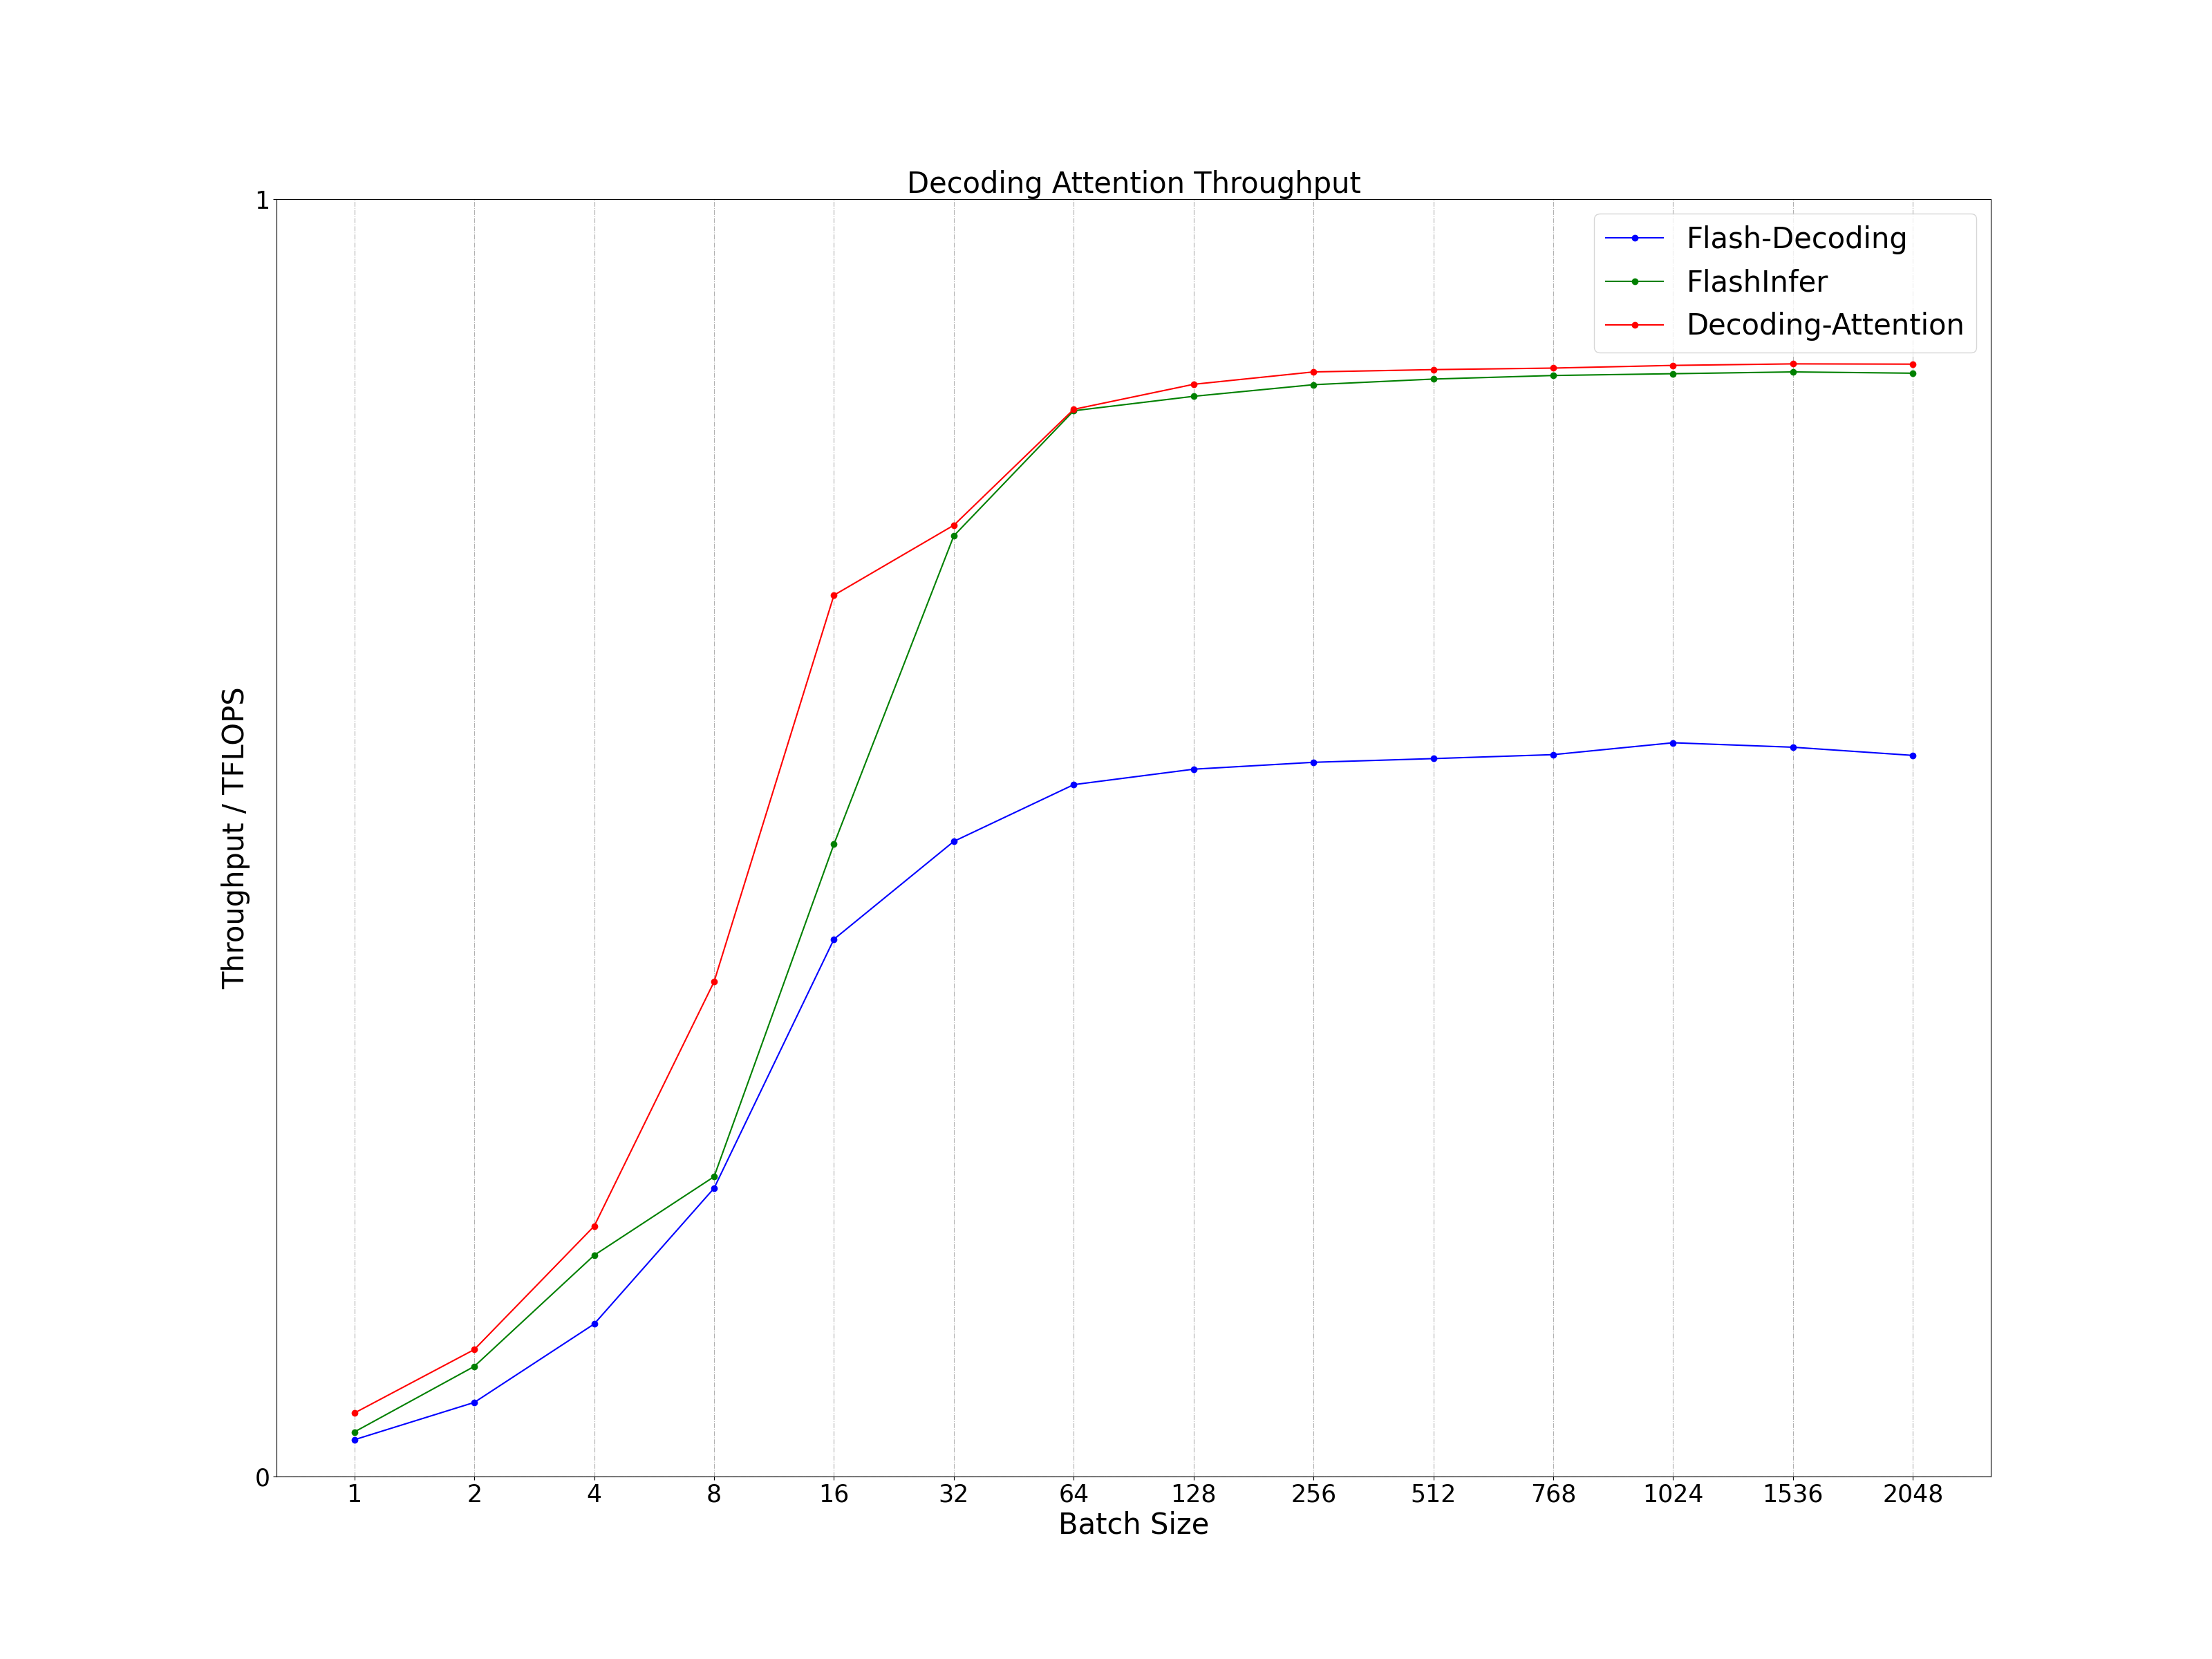 Decoding Attention Throughput
1
Flash-Decoding
FlashInfer
Decoding-Attention
Throughput / TFLOPS
0
1 2 4 8 16 32 64 128 256 512 768 1024 1536 2048
Batch Size